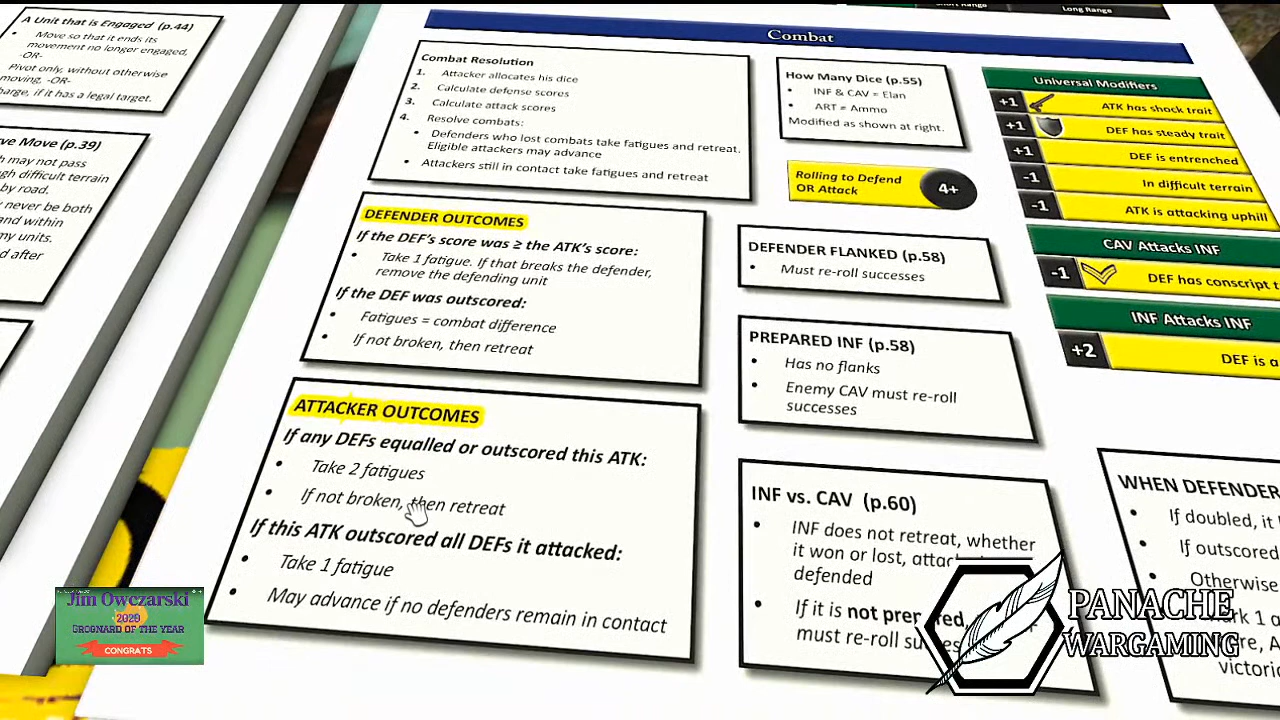 A Unit that is Engaged (p.44)
• Move so that it ends its
movement no longer engaged,
-OR-
Pivot only, without otherwise
moving, -OR-
harge, if it has a legal target.
ve Move (p.39)
may not pass
gh difficult terrain
by road.
never be both
and within
my units.
d after
Long Range
Combat
Combat Resolution
1. Attacker allocates his dice
2. Calculate defense scores
3. Calculate attack scores
4. Resolve combats:
• Defenders who lost combats take fatigues and retreat.
Eligible attackers may advance
• Attackers still in contact take fatigues and retreat
How Many Dice (p.55)
• INF & CAV = Elan
• ART = Ammo
Modified as shown at right.
Rolling to Defend
OR Attack
4+
Universal Modifiers
+1 ATK has shock trait
+1 DEF has steady trait
+1 DEF is entrenched
-1 In difficult terrain
-1 ATK is attacking uphill
CAV Attacks INF
-1 DEF has conscript t
INF Attacks INF
+2 DEF is a
DEFENDER OUTCOMES
If the DEF's score was ≥ the ATK's score:
• Take 1 fatigue. If that breaks the defender,
remove the defending unit
If the DEF was outscored:
• Fatigues = combat difference
• If not broken, then retreat
DEFENDER FLANKED (p.58)
• Must re-roll successes
PREPARED INF (p.58)
• Has no flanks
• Enemy CAV must re-roll
successes
ATTACKER OUTCOMES
If any DEFs equalled or outscored this ATK:
• Take 2 fatigues
• If not broken, then retreat
If this ATK outscored all DEFs it attacked:
• Take 1 fatigue
• May advance if no defenders remain in contact
INF vs. CAV (p.60)
• INF does not retreat, whether
it won or lost, attac
defended
• If it is not prepared,
must re-roll succes
WHEN DEFENDER
• If doubled, it
• If outscored
• Otherwise
rk 1 a
re, A
victori
Jim Owczarski
2020
GROGNARD OF THE YEAR
CONGRATS
PANACHE
WARGAMING